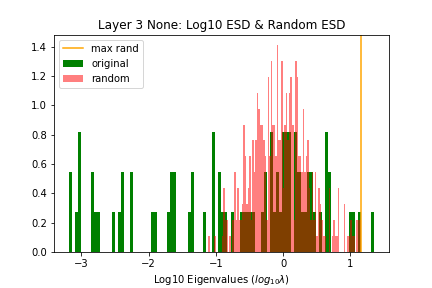 Layer 3 None: Log10 ESD & Random ESD
max rand
original
random
1.4
1.2
1.0
0.8
0.6
0.4
0.2
0.0
−3 −2 −1 0 1
Log10 Eigenvalues (log₁₀λ)